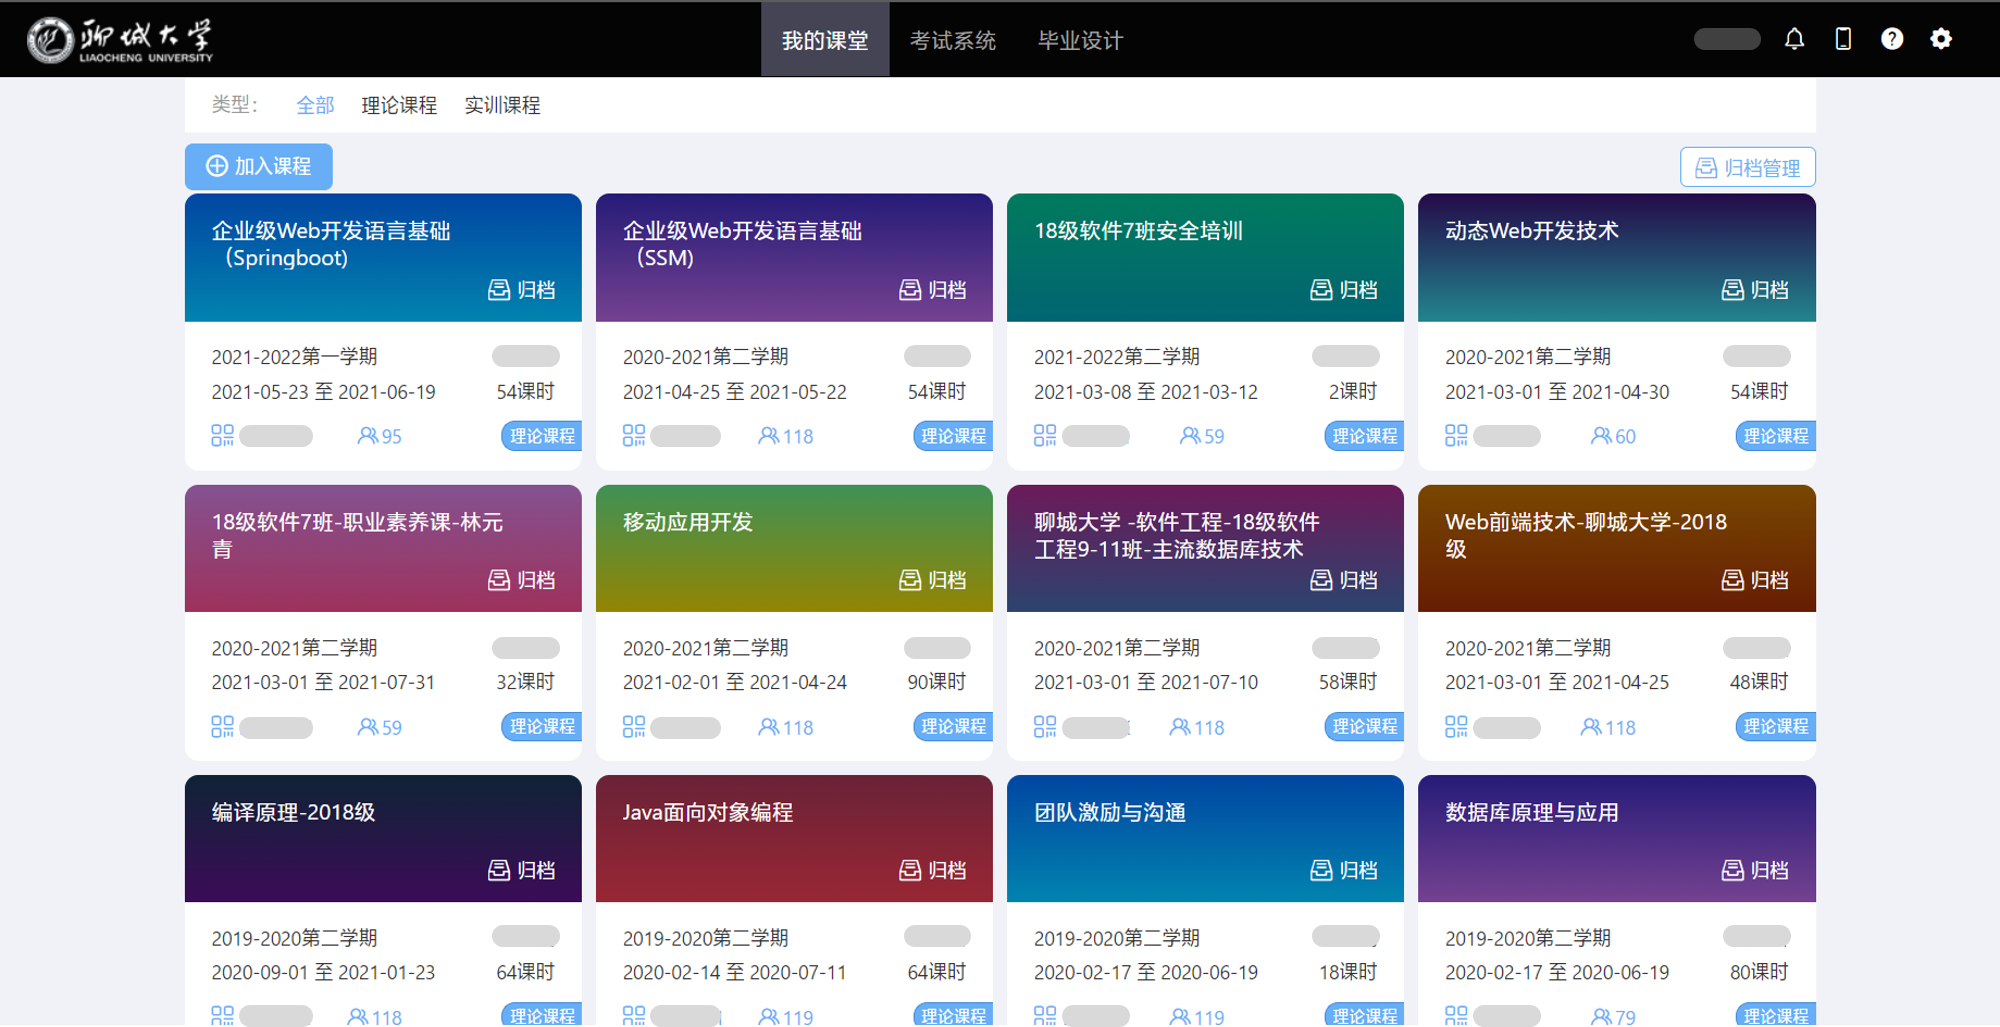 聊城大学
LIAOCHENG UNIVERSITY
我的课堂 考试系统 毕业设计
类型： 全部 理论课程 实训课程
加入课程
归档管理
企业级Web开发语言基础
（Springboot)
归档
2021-2022第一学期
2021-05-23 至 2021-06-19 54课时
95 理论课程
企业级Web开发语言基础
（SSM)
归档
2020-2021第二学期
2021-04-25 至 2021-05-22 54课时
118 理论课程
18级软件7班安全培训
归档
2021-2022第二学期
2021-03-08 至 2021-03-12 2课时
59 理论课程
动态Web开发技术
归档
2020-2021第二学期
2021-03-01 至 2021-04-30 54课时
60 理论课程
18级软件7班-职业素养课-林元
青
归档
2020-2021第二学期
2021-03-01 至 2021-07-31 32课时
59 理论课程
移动应用开发
归档
2020-2021第二学期
2021-02-01 至 2021-04-24 90课时
118 理论课程
聊城大学 -软件工程-18级软件
工程9-11班-主流数据库技术
归档
2020-2021第二学期
2021-03-01 至 2021-07-10 58课时
118 理论课程
Web前端技术-聊城大学-2018
级
归档
2020-2021第二学期
2021-03-01 至 2021-04-25 48课时
118 理论课程
编译原理-2018级
归档
2019-2020第二学期
2020-09-01 至 2021-01-23 64课时
118 理论课程
Java面向对象编程
归档
2019-2020第二学期
2020-02-14 至 2020-07-11 64课时
119 理论课程
团队激励与沟通
归档
2019-2020第二学期
2020-02-17 至 2020-06-19 18课时
119 理论课程
数据库原理与应用
归档
2019-2020第二学期
2020-02-17 至 2020-06-19 80课时
79 理论课程